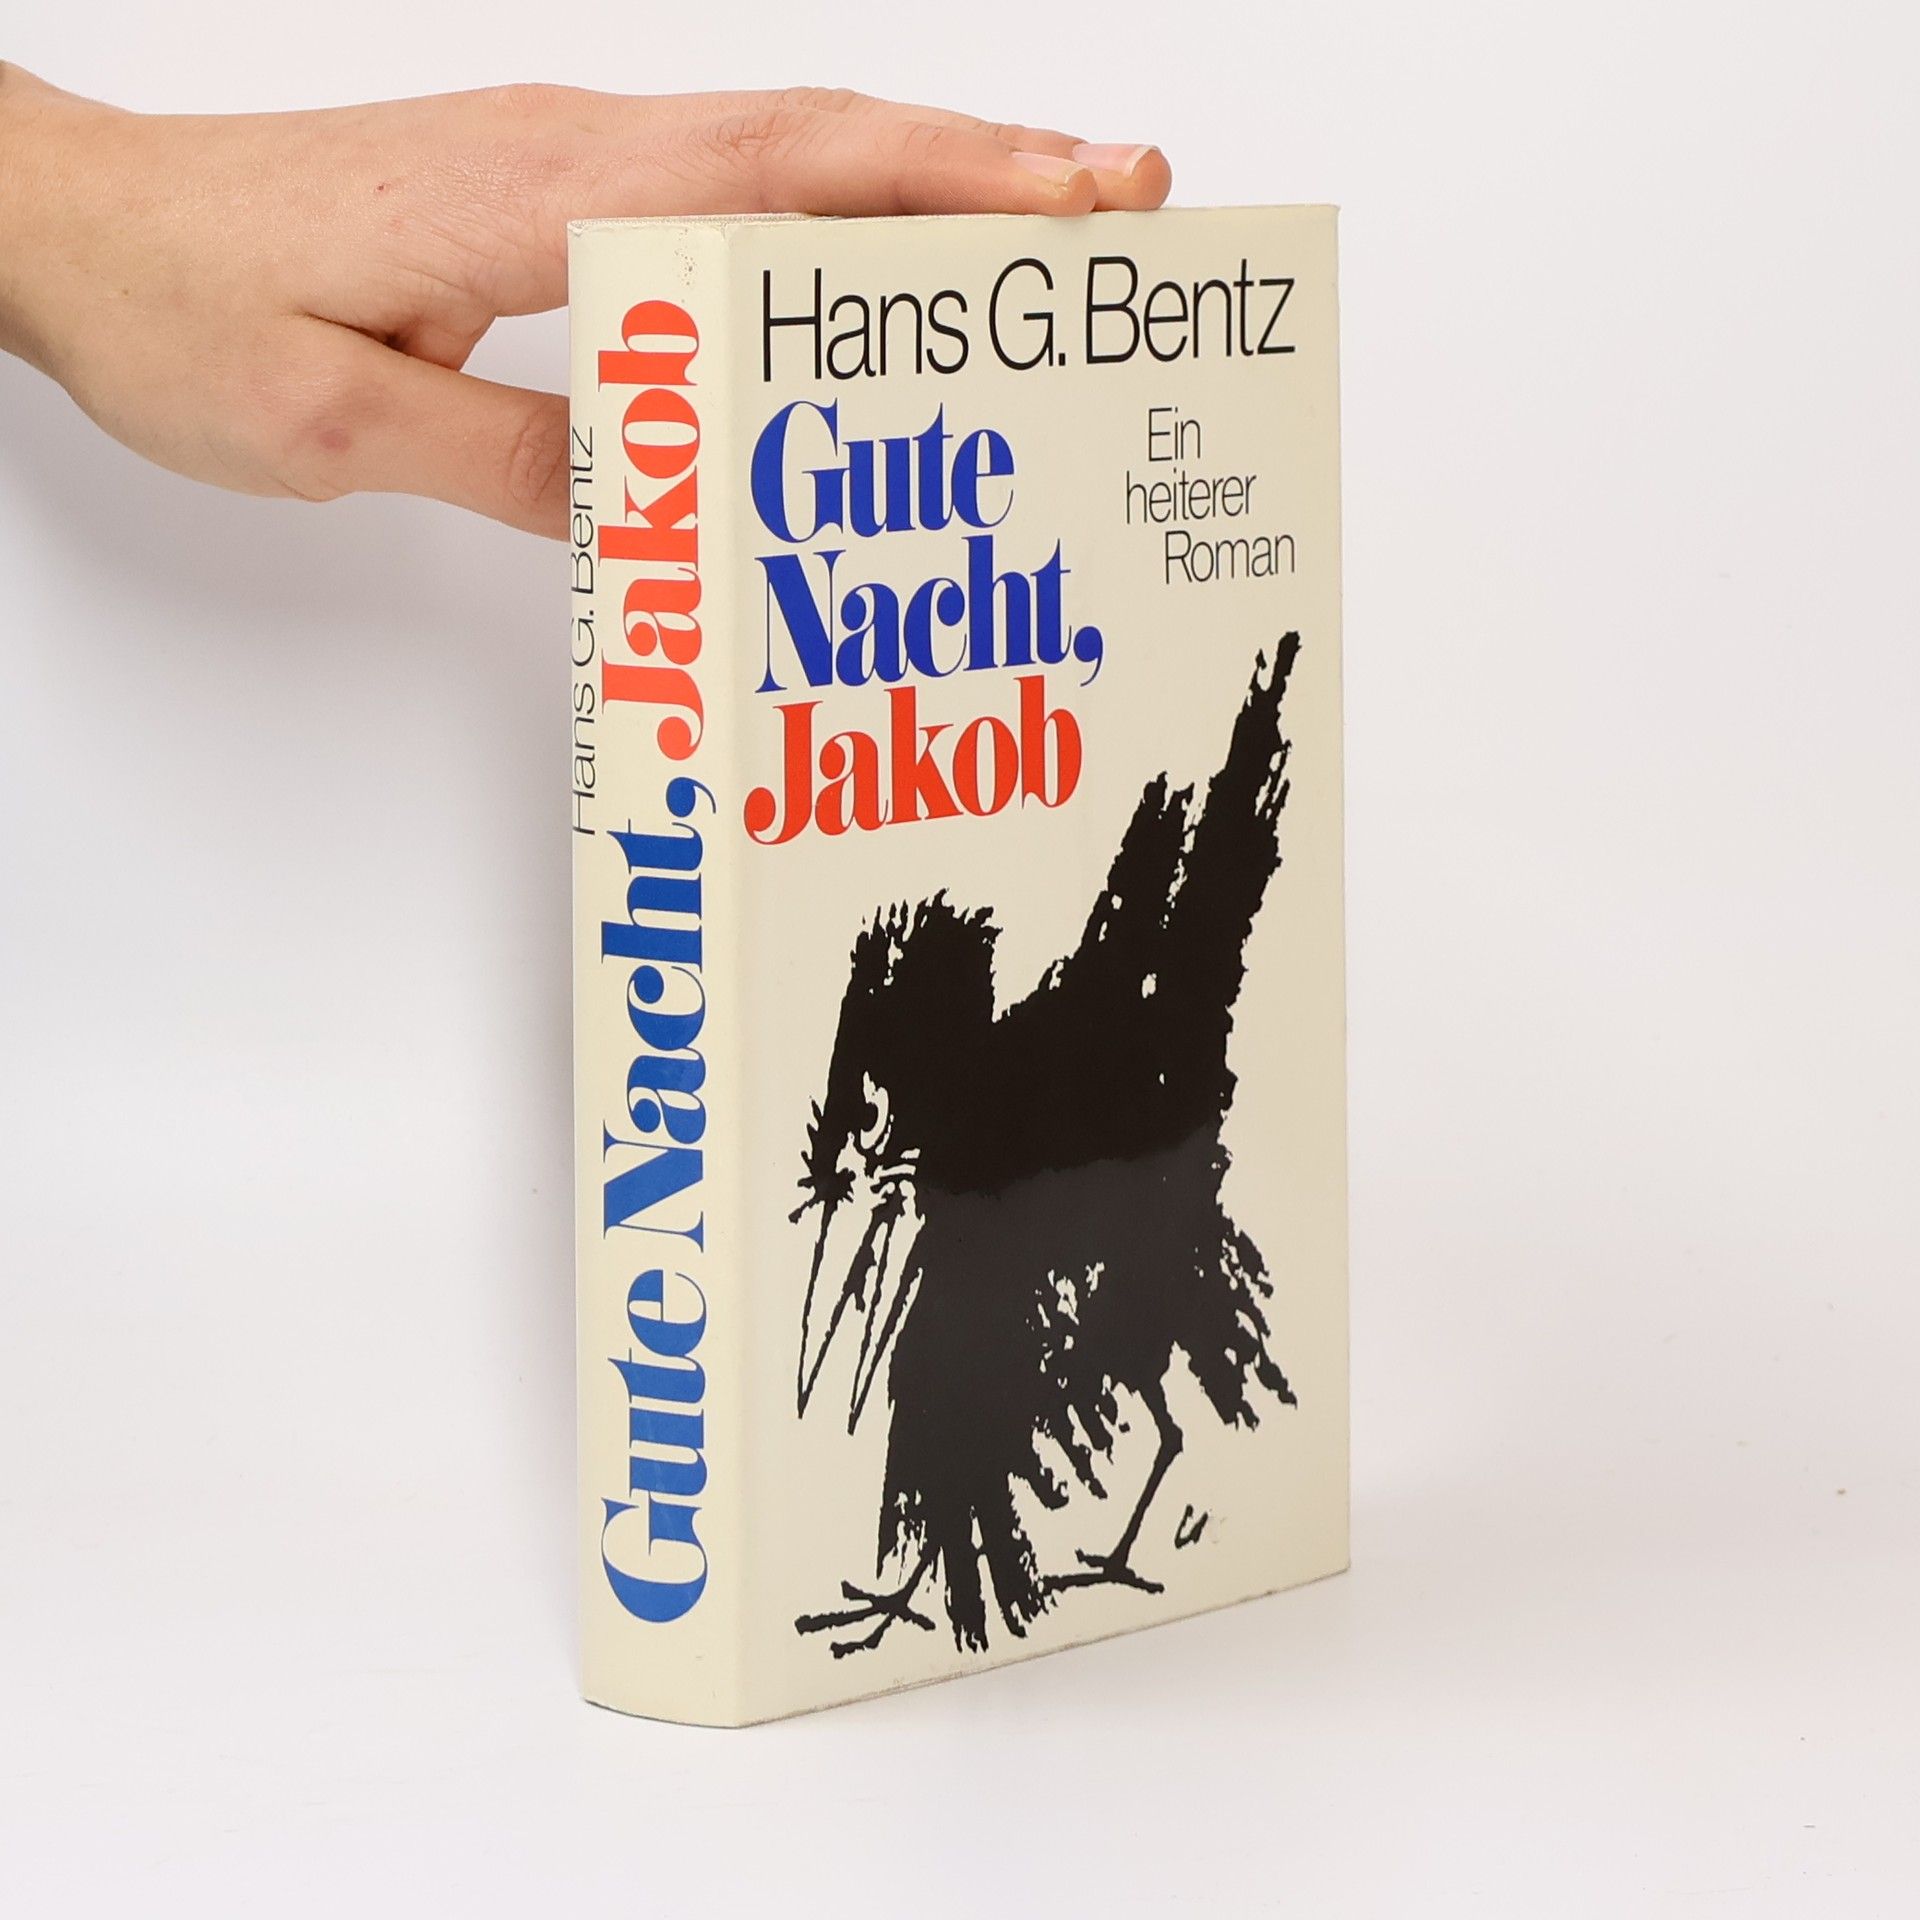 Hans G. Bentz
Gute
Nacht,
Jakob
Ein
heiterer
Roman
Hans G. Bentz
Gute Nacht, Jakob